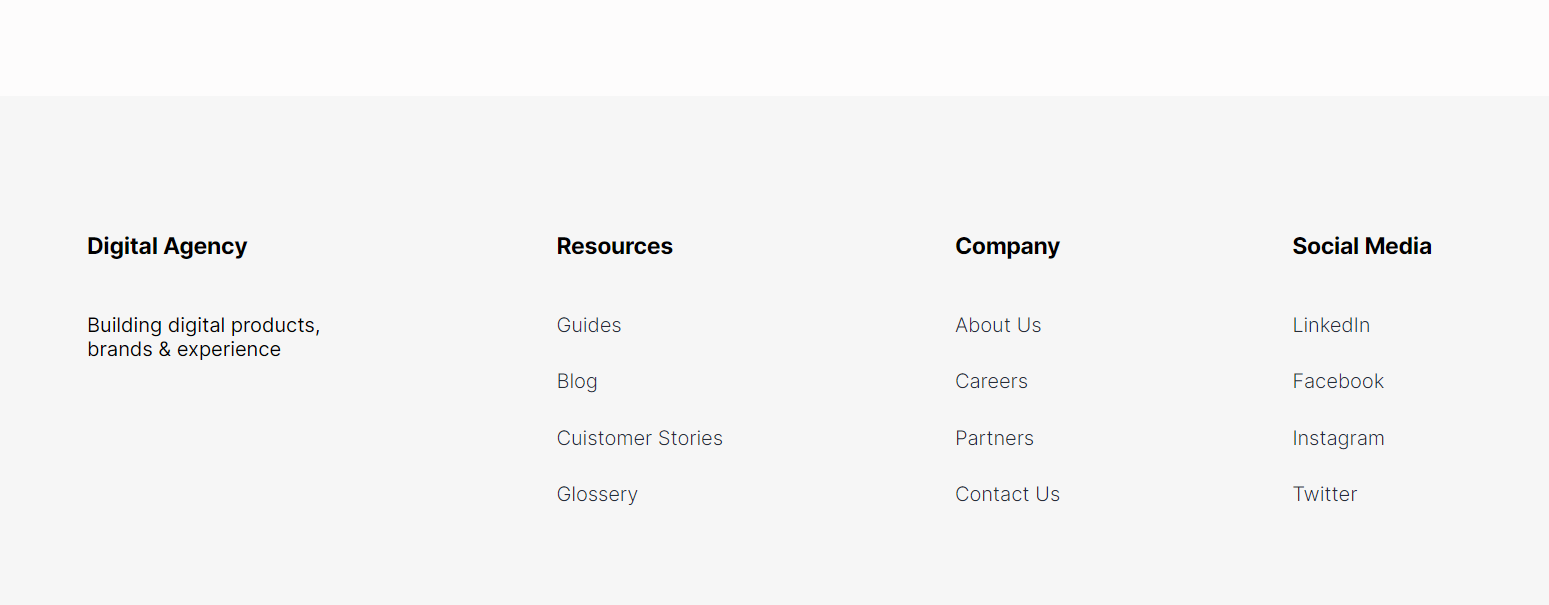 Digital Agency
Building digital products,
brands & experience
Resources
Guides
Blog
Cuistomer Stories
Glossery
Company
About Us
Careers
Partners
Contact Us
Social Media
LinkedIn
Facebook
Instagram
Twitter